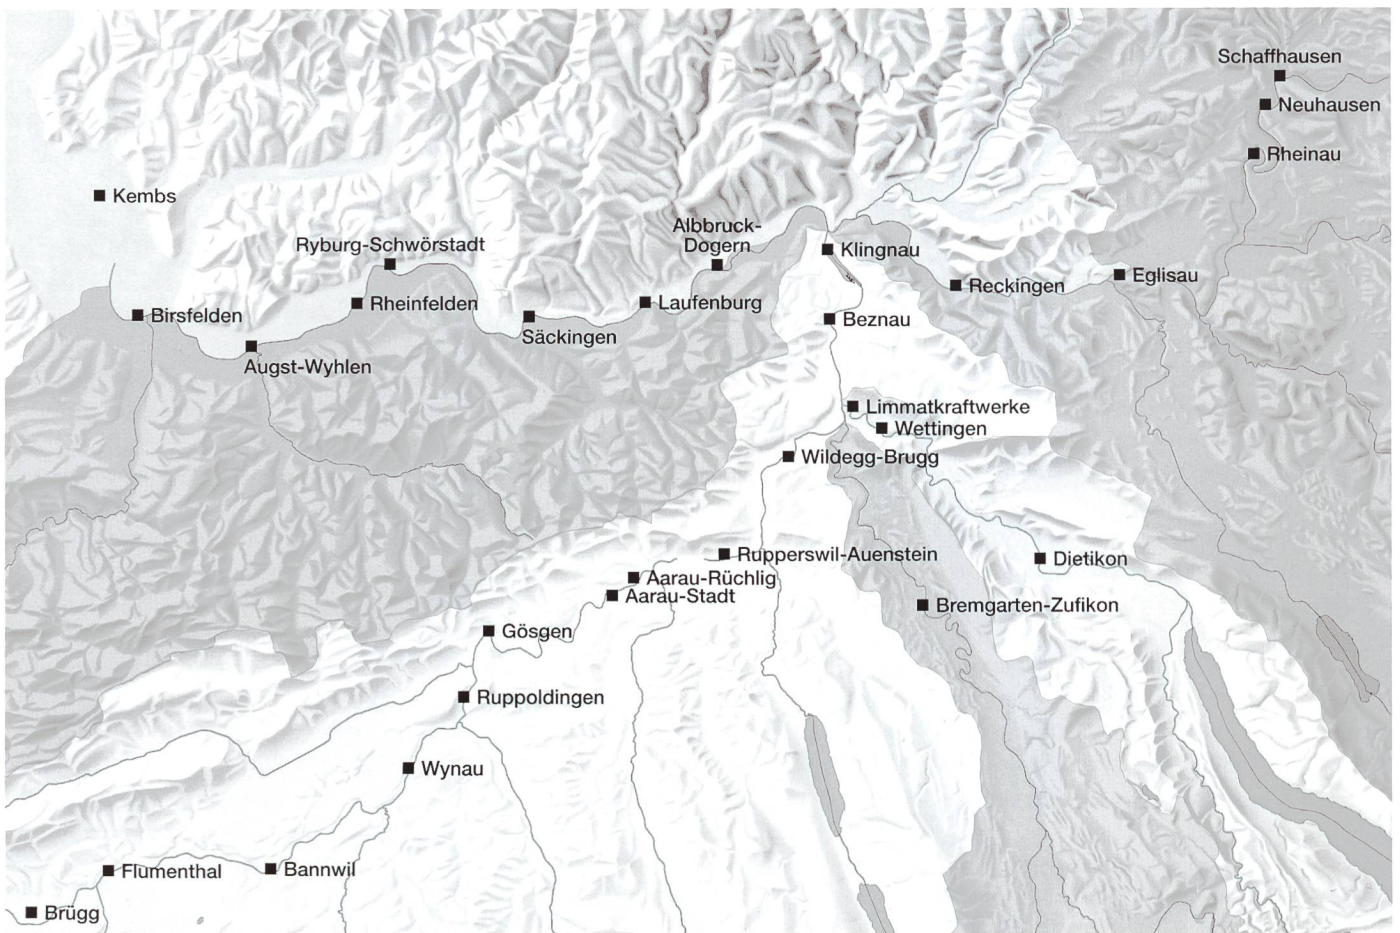 Schaffhausen
Neuhausen
Rheinau
Kembs
Albbruck-
Dogern
Ryburg-Schwörstadt
Klingnau
Eglisau
Reckingen
Rheinfelden
Laufenburg
Birsfelden
Beznau
Säckingen
Augst-Wyhlen
Limmatkraftwerke
Wettingen
Wildegg-Brugg
Rupperswil-Auenstein
Dietikon
Aarau-Rüchlig
Aarau-Stadt
Bremgarten-Zufikon
Gösgen
Ruppoldingen
Wynau
Flumenthal
Bannwil
Brügg